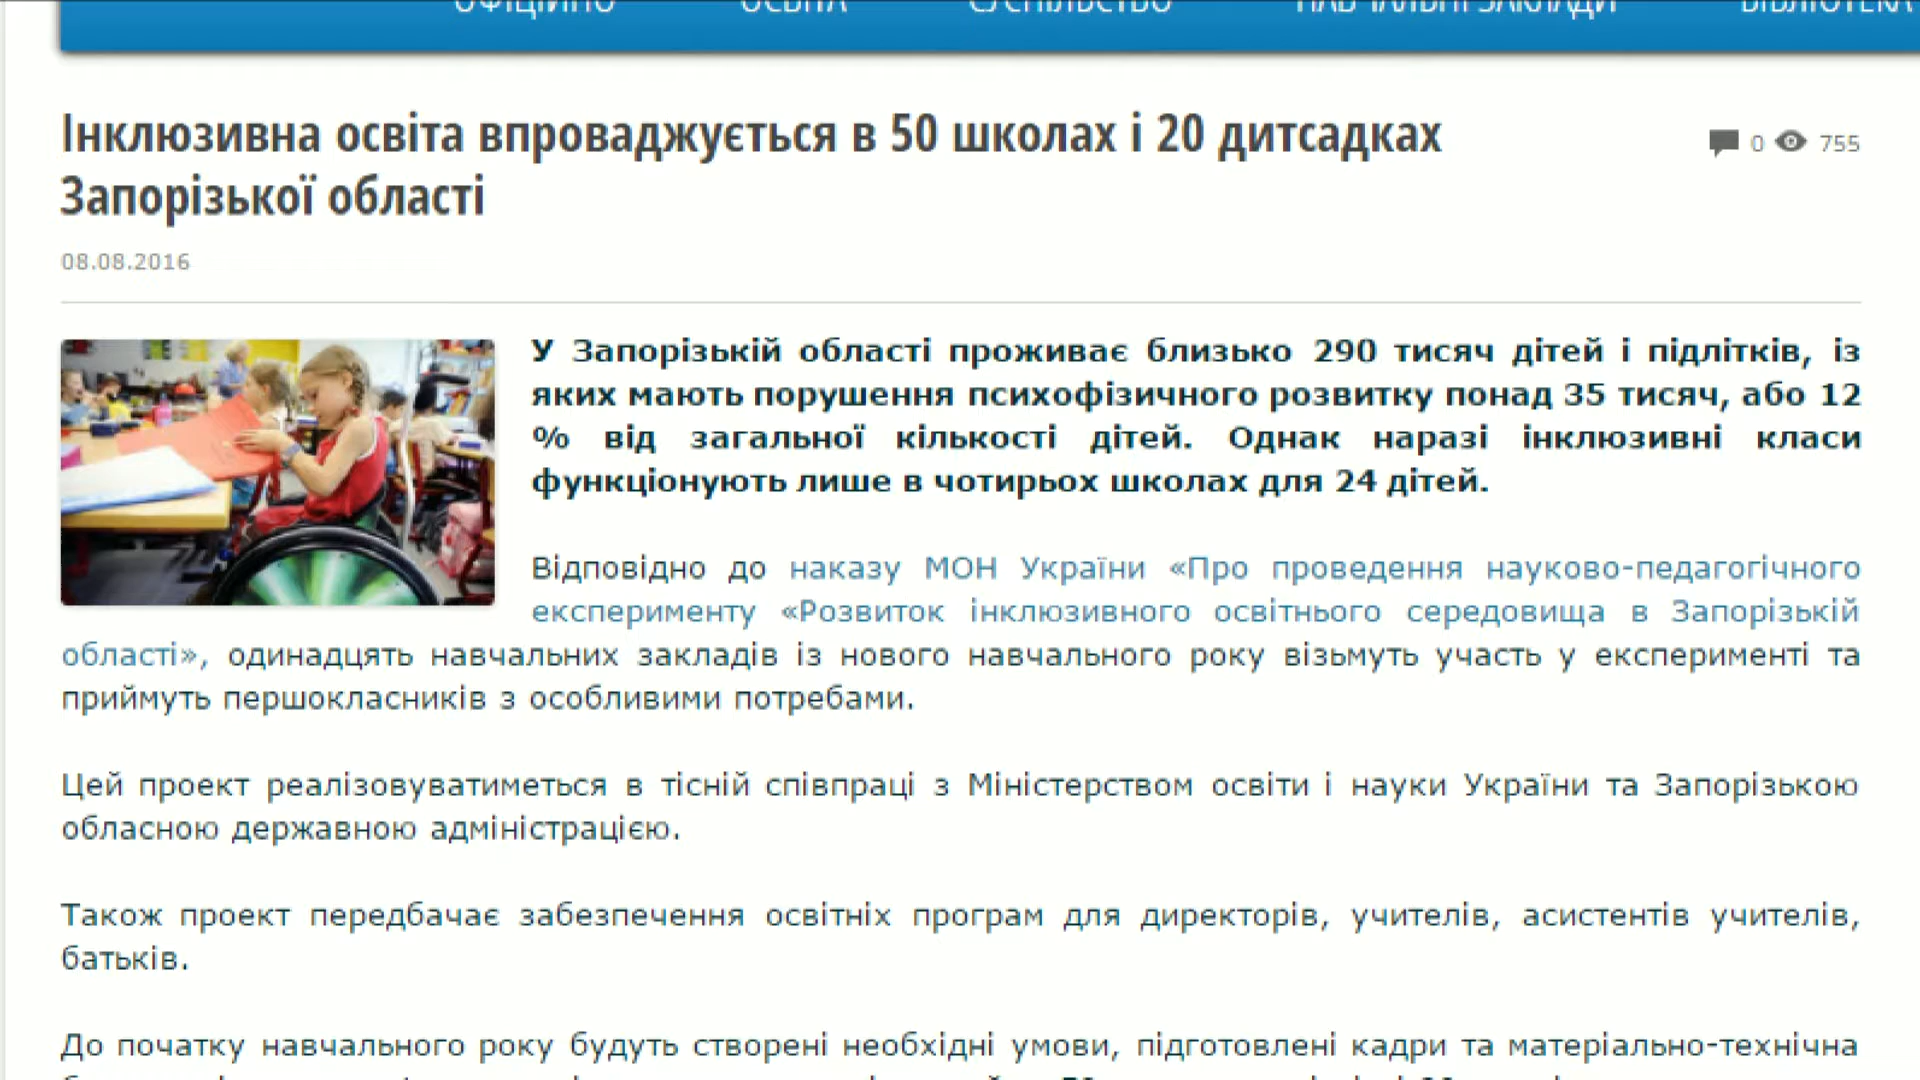 ОФІЦІЙНО ОСВІТА СУСПІЛЬСТВО НАВЧАЛЬНІ ЗАКЛАДИ БІБЛІОТЕКА
Інклюзивна освіта впроваджується в 50 школах і 20 дитсадках
Запорізької області
0 755
08.08.2016
У Запорізькій області проживає близько 290 тисяч дітей і підлітків, із
яких мають порушення психофізичного розвитку понад 35 тисяч, або 12
% від загальної кількості дітей. Однак наразі інклюзивні класи
функціонують лише в чотирьох школах для 24 дітей.
Відповідно до наказу МОН України «Про проведення науково-педагогічного
експерименту «Розвиток інклюзивного освітнього середовища в Запорізькій
області», одинадцять навчальних закладів із нового навчального року візьмуть участь у експерименті та
приймуть першокласників з особливими потребами.
Цей проект реалізовуватиметься в тісній співпраці з Міністерством освіти і науки України та Запорізькою
обласною державною адміністрацією.
Також проект передбачає забезпечення освітніх програм для директорів, учителів, асистентів учителів,
батьків.
До початку навчального року будуть створені необхідні умови, підготовлені кадри та матеріально-технічна